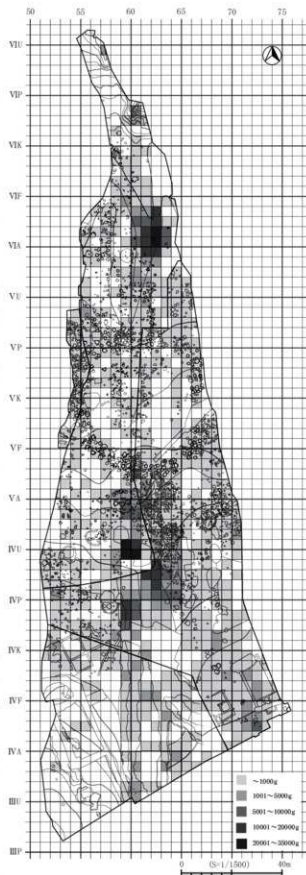 50 55 60 65 70 75
ⅥU
ⅥP
ⅥK
ⅥF
ⅥA
ⅤU
ⅤP
ⅤK
ⅤF
ⅤA
ⅣU
ⅣP
ⅣK
ⅣF
ⅣA
ⅢU
ⅢP
~1000g
1001~5000g
5001~10000g
10001~20000g
20001~35000g
(S=1/1500)
0 40m